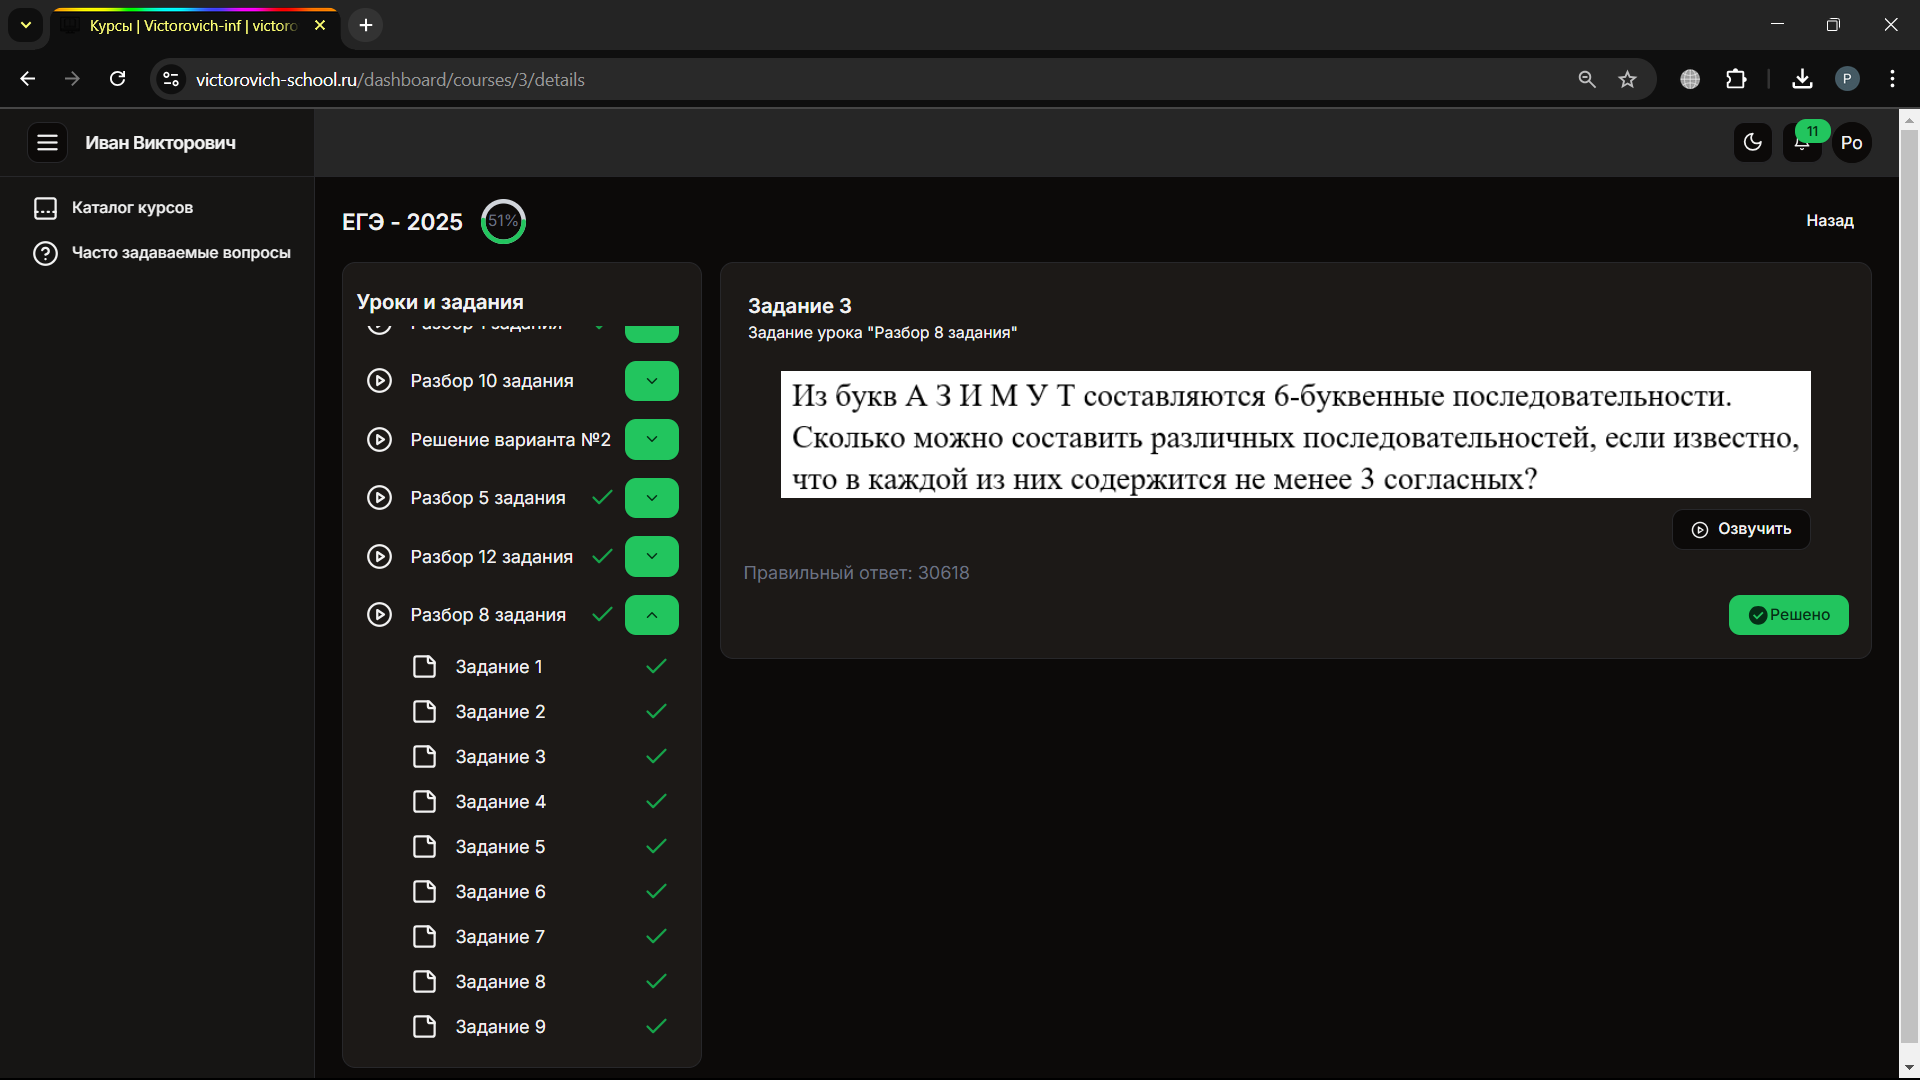 Курсы | Victorovich-inf | victoro
victorovich-school.ru/dashboard/courses/3/details
P
Иван Викторович
11
Po
Каталог курсов
Часто задаваемые вопросы
ЕГЭ - 2025
51%
Назад
Уроки и задания
Разбор 10 задания
Решение варианта №2
Разбор 5 задания
Разбор 12 задания
Разбор 8 задания
Задание 1
Задание 2
Задание 3
Задание 4
Задание 5
Задание 6
Задание 7
Задание 8
Задание 9
Задание 3
Задание урока "Разбор 8 задания"
Из букв А З И М У Т составляются 6-буквенные последовательности.
Сколько можно составить различных последовательностей, если известно,
что в каждой из них содержится не менее 3 согласных?
Озвучить
Правильный ответ: 30618
Решено